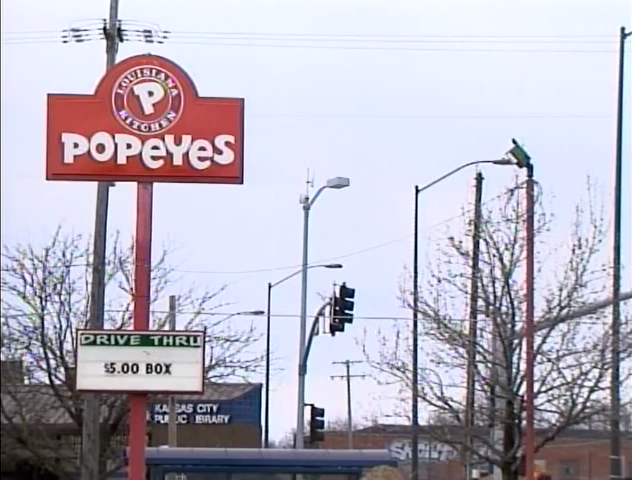 LOUISIANA
P
KITCHEN
POPEYES
DRIVE THRU
$5.00 BOX
KANSAS CITY
PUBLIC LIBRARY